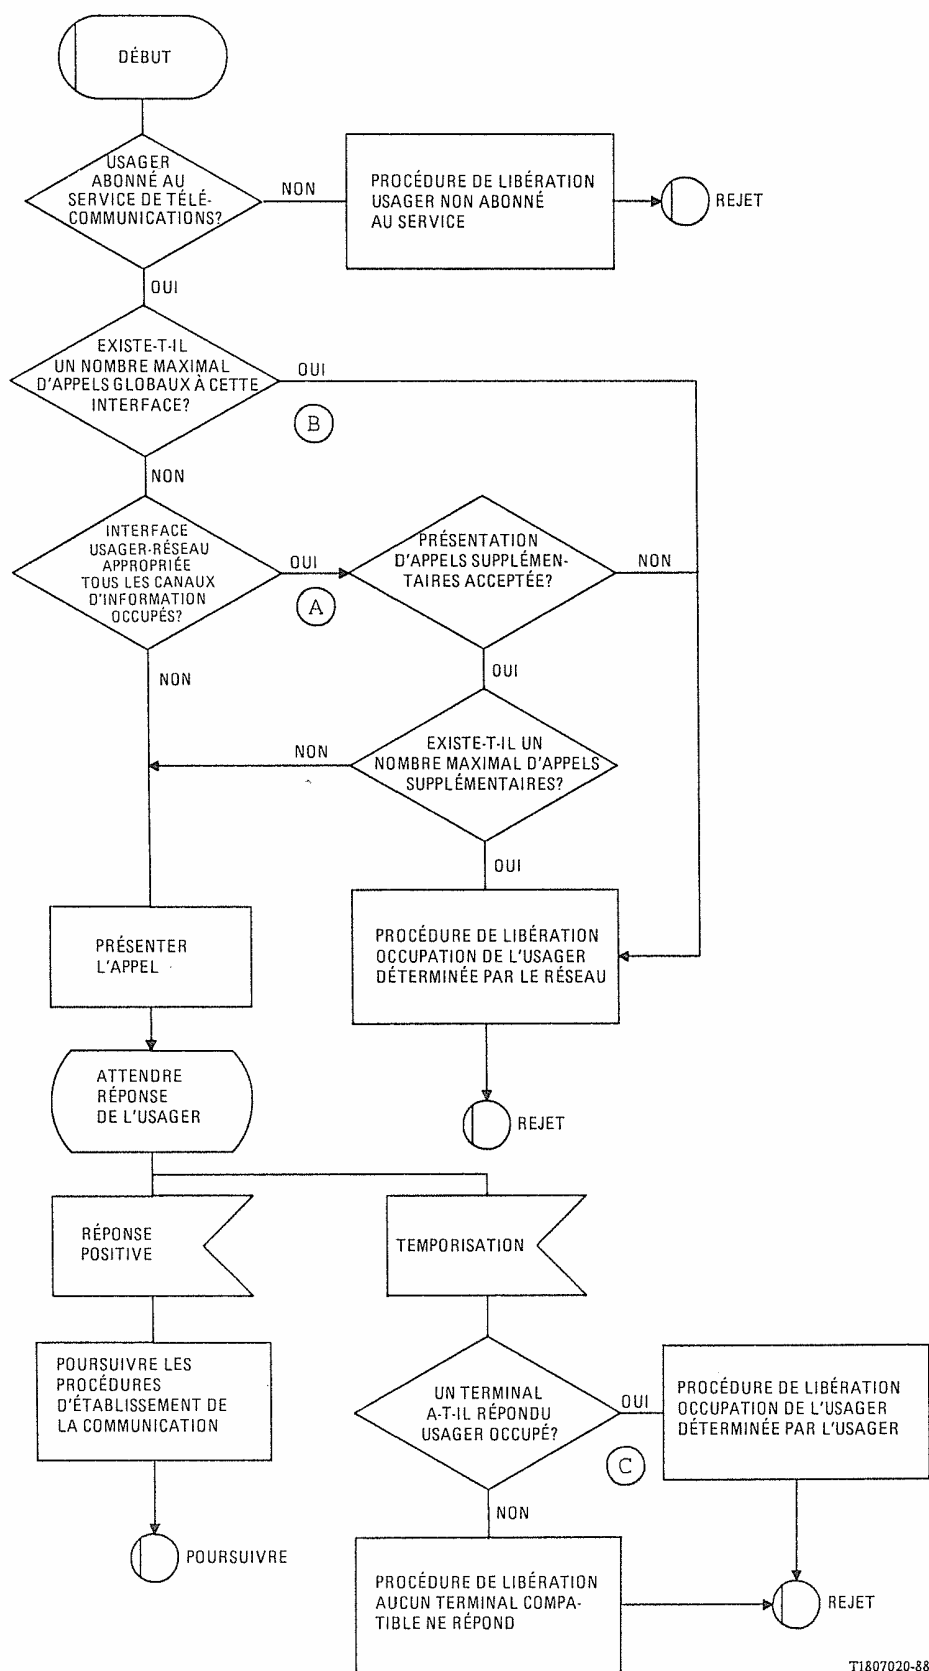 DÉBUT
USAGER
ABONNÉ AU
SERVICE DE TÉLÉ-
COMMUNICATIONS?
NON
PROCÉDURE DE LIBÉRATION
USAGER NON ABONNÉ
AU SERVICE
REJET
OUI
EXISTE-T-IL
UN NOMBRE MAXIMAL
D'APPELS GLOBAUX À CETTE
INTERFACE?
OUI
B
NON
INTERFACE
USAGER-RÉSEAU
APPROPRIÉE
TOUS LES CANAUX
D'INFORMATION
OCCUPÉS?
OUI
A
PRÉSENTATION
D'APPELS SUPPLÉMEN-
TAIRES ACCEPTÉE?
NON
OUI
NON
EXISTE-T-IL UN
NOMBRE MAXIMAL D'APPELS
SUPPLÉMENTAIRES?
NON
OUI
PRÉSENTER
L'APPEL
PROCÉDURE DE LIBÉRATION
OCCUPATION DE L'USAGER
DÉTERMINÉE PAR LE RÉSEAU
ATTENDRE
RÉPONSE
DE L'USAGER
REJET
RÉPONSE
POSITIVE
TEMPORISATION
POURSUIVRE LES
PROCÉDURES
D'ÉTABLISSEMENT DE
LA COMMUNICATION
UN TERMINAL
A-T-IL RÉPONDU
USAGER OCCUPÉ?
OUI
C
PROCÉDURE DE LIBÉRATION
OCCUPATION DE L'USAGER
DÉTERMINÉE PAR L'USAGER
NON
POURSUIVRE
PROCÉDURE DE LIBÉRATION
AUCUN TERMINAL COMPA-
TIBLE NE RÉPOND
REJET
T1807020-88